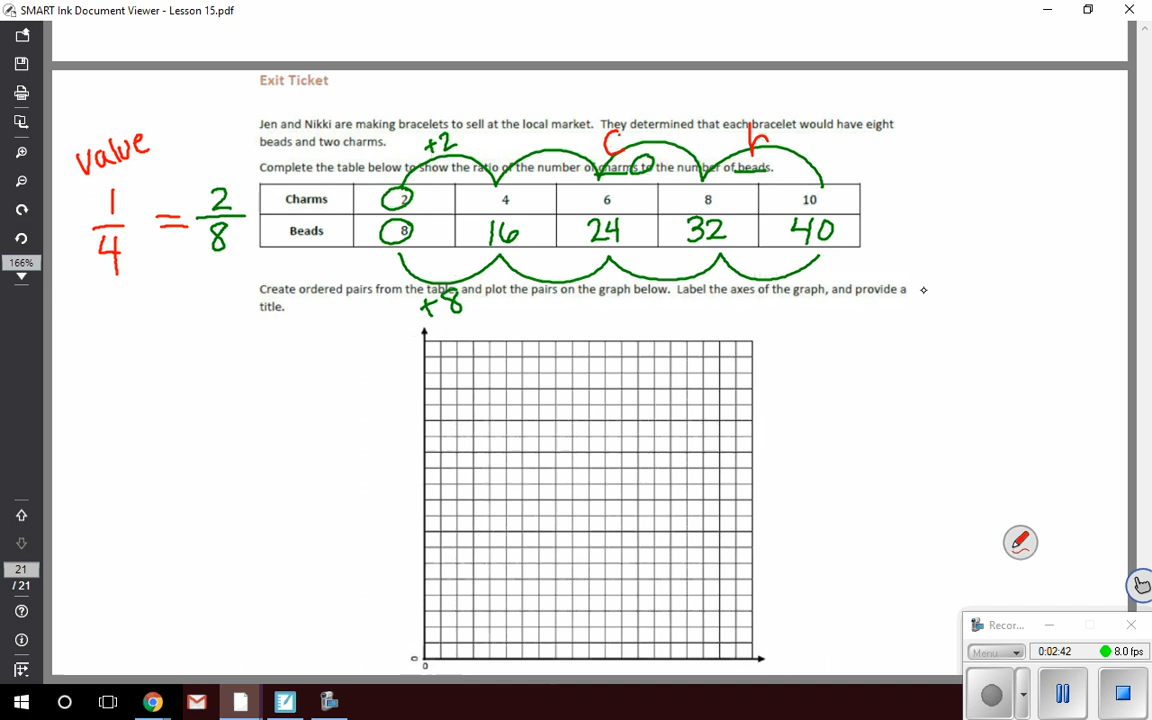 SMART Ink Document Viewer - Lesson 15.pdf
Exit Ticket
Jen and Nikki are making bracelets to sell at the local market. They determined that each bracelet would have eight
beads and two charms.
+2
Complete the table below to show the ratio of the number of charms to the number of beads.
value
1/4 = 2/8
Charms 2 4 6 8 10
Beads 8 16 24 32 40
+8
Create ordered pairs from the table, and plot the pairs on the graph below. Label the axes of the graph, and provide a
title.
0
0
166%
21
/ 21
Recor...
Menu
0:02:42
8.0 fps